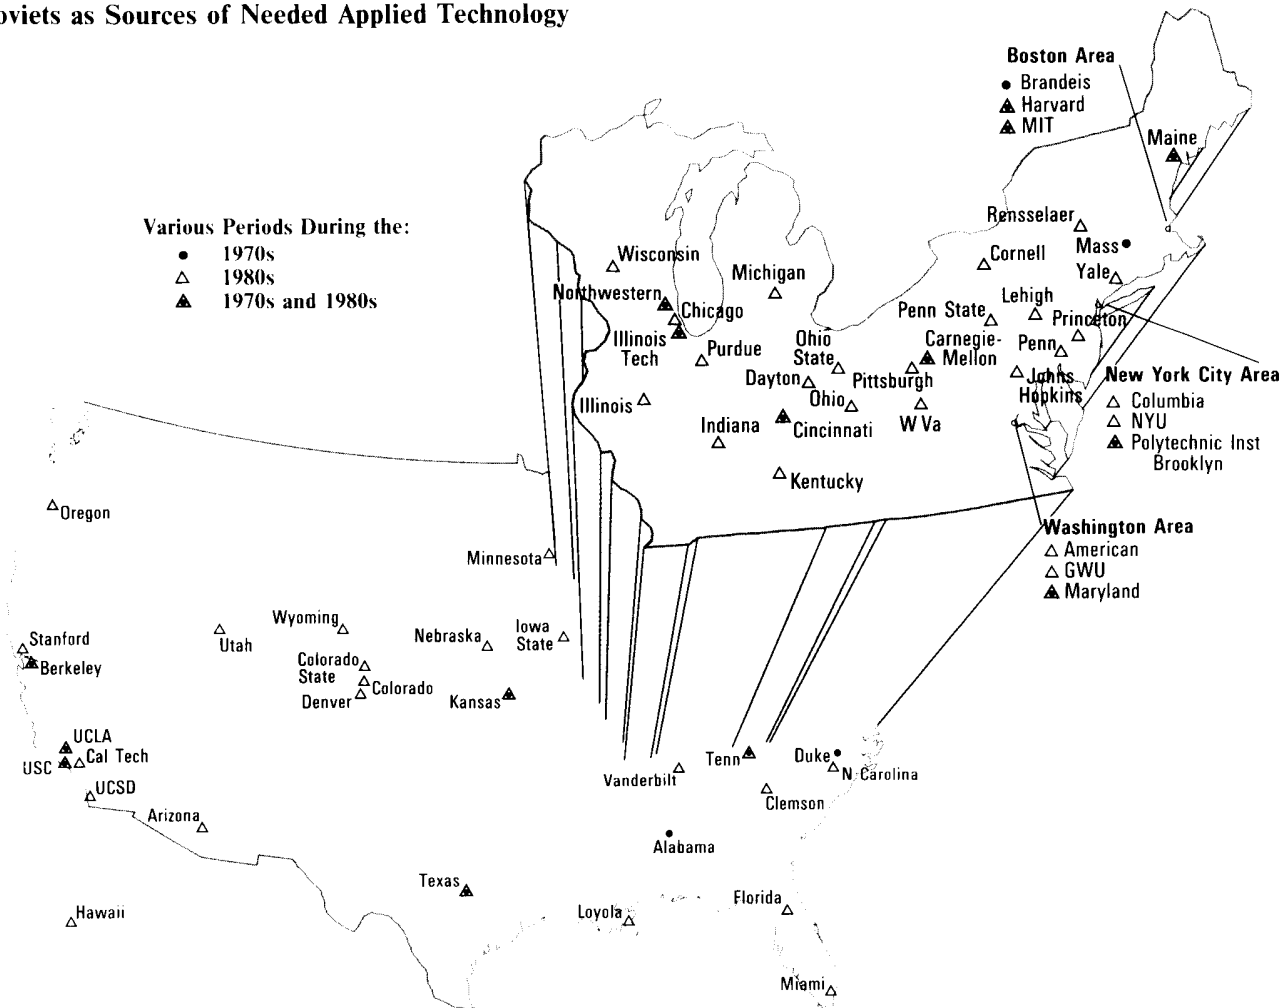 oviets as Sources of Needed Applied Technology
Boston Area
Brandeis
Harvard
MIT
Maine
Various Periods During the:
1970s
1980s
1970s and 1980s
Rensselaer
Mass
Yale
Cornell
Wisconsin
Michigan
Northwestern
Chicago
Illinois
Tech
Purdue
Penn State
Lehigh
Princeton
Ohio
State
Carnegie-
Mellon
Penn
Dayton
Pittsburgh
Johns
Hopkins
Illinois
Ohio
Indiana
Cincinnati
W Va
Kentucky
New York City Area
Columbia
NYU
Polytechnic Inst
Brooklyn
Washington Area
American
GWU
Maryland
Oregon
Minnesota
Stanford
Berkeley
Utah
Wyoming
Nebraska
Iowa
State
Colorado
State
Colorado
Denver
Kansas
UCLA
USC
Cal Tech
UCSD
Arizona
Vanderbilt
Tenn
Duke
N Carolina
Clemson
Alabama
Texas
Hawaii
Loyola
Florida
Miami